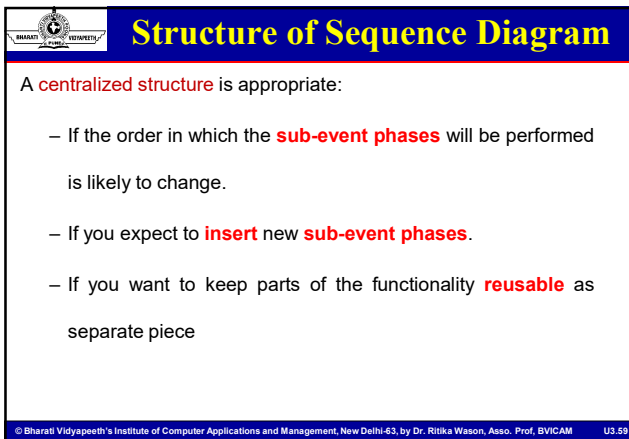 BHARATI VIDYAPEETH
PUNE
Structure of Sequence Diagram
A centralized structure is appropriate:
– If the order in which the sub-event phases will be performed
is likely to change.
– If you expect to insert new sub-event phases.
– If you want to keep parts of the functionality reusable as
separate piece
© Bharati Vidyapeeth's Institute of Computer Applications and Management, New Delhi-63, by Dr. Ritika Wason, Asso. Prof, BVICAM U3.59